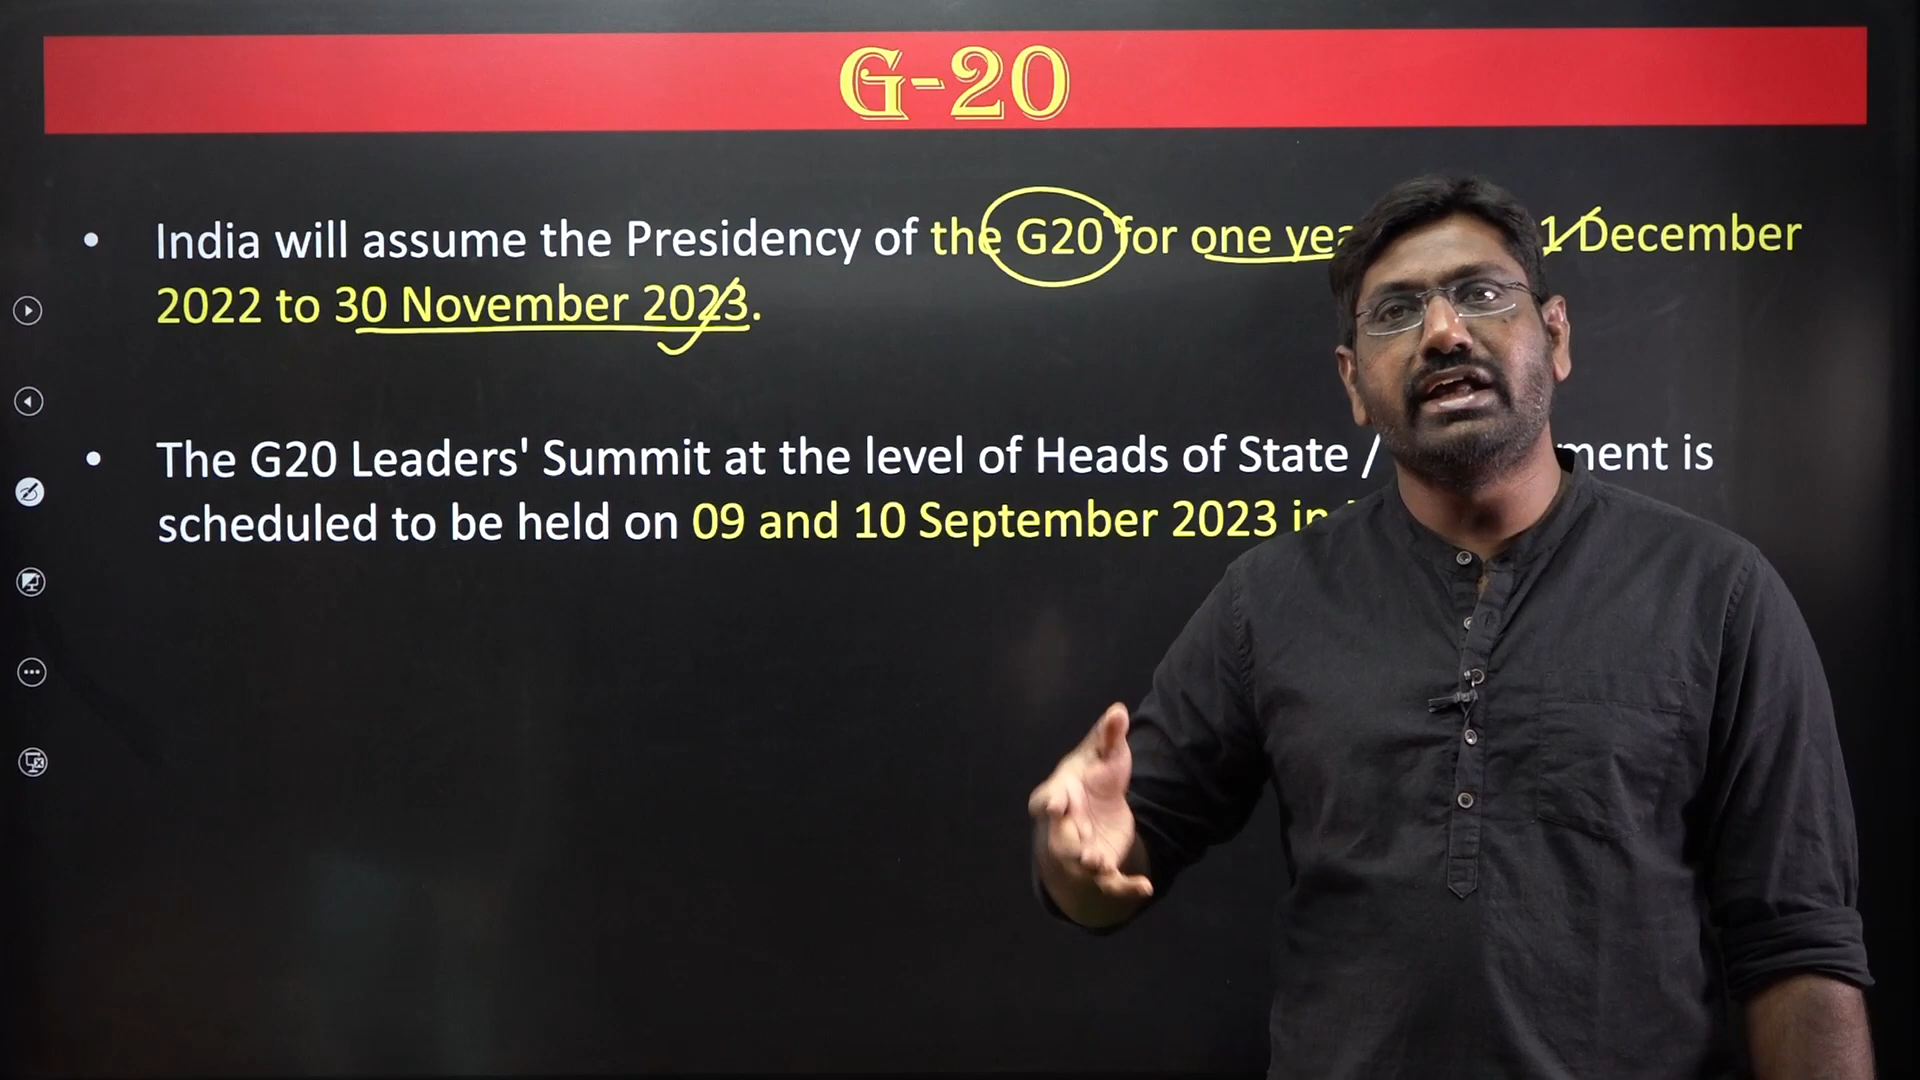 G-20
• India will assume the Presidency of the G20 for one 1 December
2022 to 30 November 2023.
• The G20 Leaders' Summit at the level of Heads of State / is
scheduled to be held on 09 and 10 September 2023 in